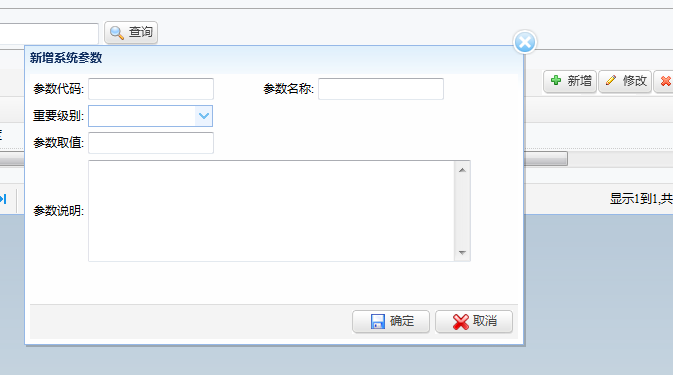 查询
新增系统参数
新增 修改
参数代码: 参数名称:
重要级别:
参数取值:
参数说明:
显示1到1,共
确定 取消